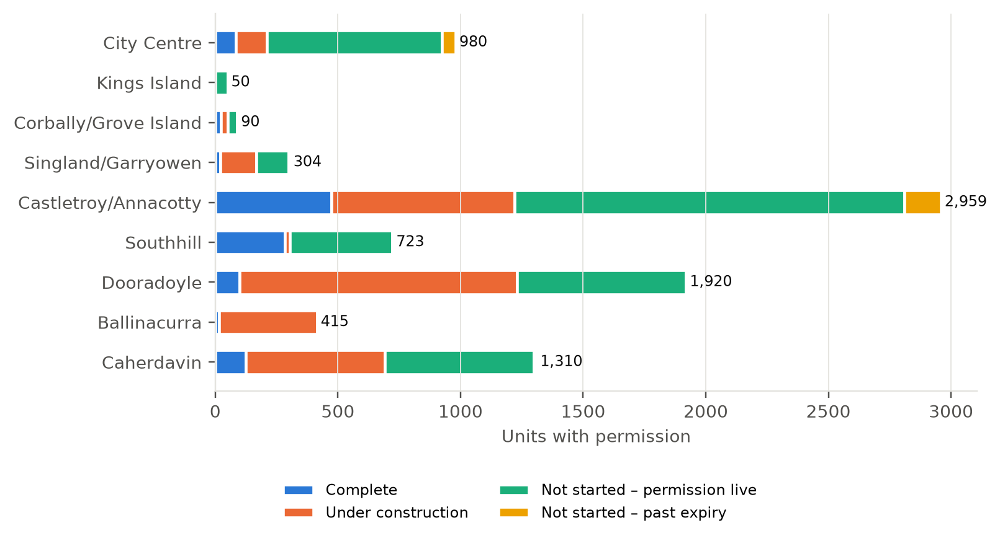 City Centre 980
Kings Island 50
Corbally/Grove Island 90
Singland/Garryowen 304
Castletroy/Annacotty 2,959
Southhill 723
Dooradoyle 1,920
Ballinacurra 415
Caherdavin 1,310
0 500 1000 1500 2000 2500 3000
Units with permission
Complete
Under construction
Not started – permission live
Not started – past expiry